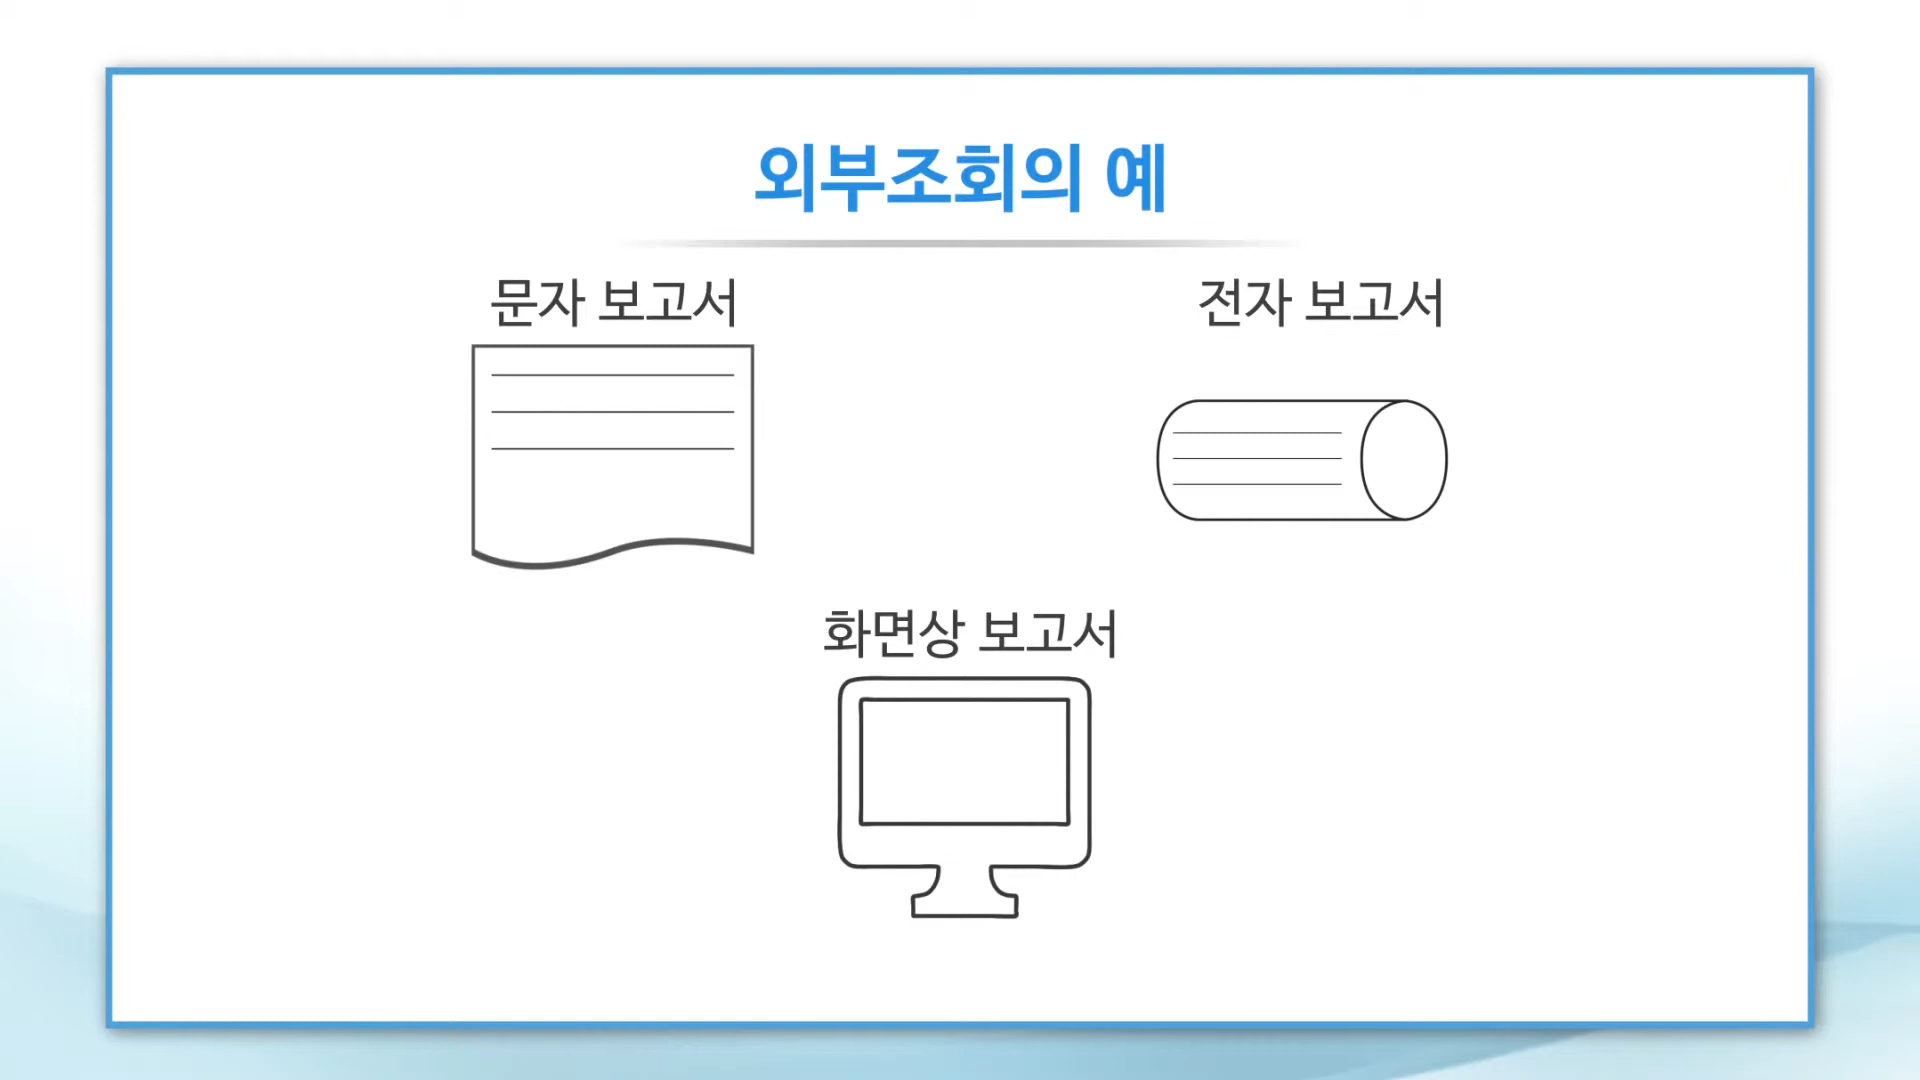 외부조회의 예
문자 보고서
전자 보고서
화면상 보고서